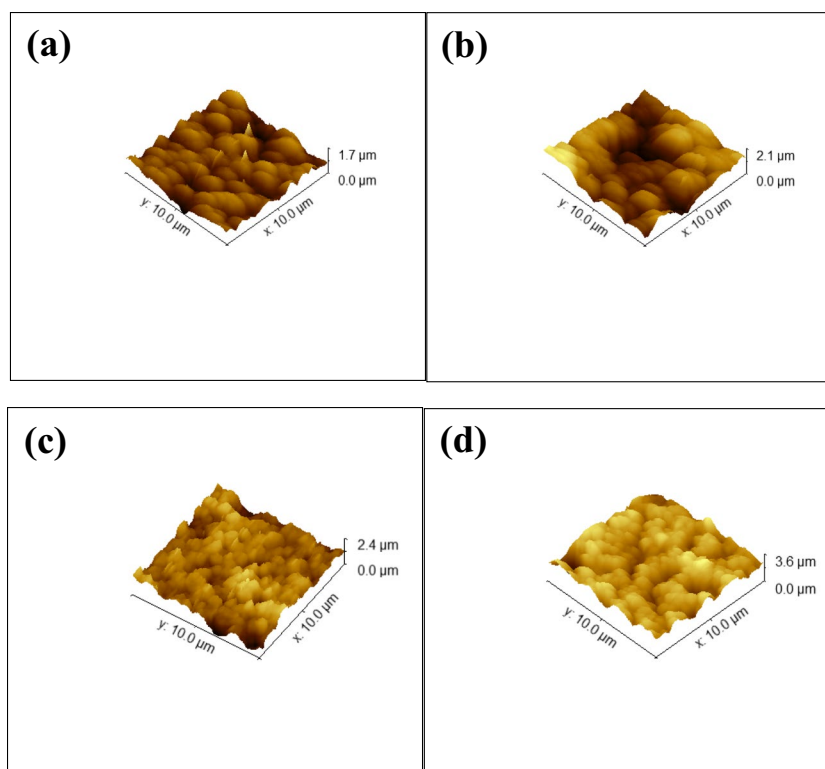 (a)
1.7 µm
0.0 µm
y: 10.0 µm
x: 10.0 µm
(b)
2.1 µm
0.0 µm
y: 10.0 µm
x: 10.0 µm
(c)
2.4 µm
0.0 µm
y: 10.0 µm
x: 10.0 µm
(d)
3.6 µm
0.0 µm
y: 10.0 µm
x: 10.0 µm